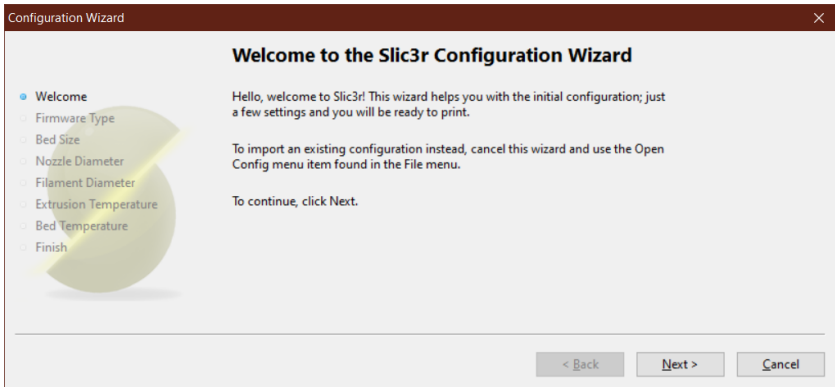 Configuration Wizard
Welcome to the Slic3r Configuration Wizard
Welcome
Firmware Type
Bed Size
Nozzle Diameter
Filament Diameter
Extrusion Temperature
Bed Temperature
Finish
Hello, welcome to Slic3r! This wizard helps you with the initial configuration; just
a few settings and you will be ready to print.
To import an existing configuration instead, cancel this wizard and use the Open
Config menu item found in the File menu.
To continue, click Next.
< Back
Next >
Cancel